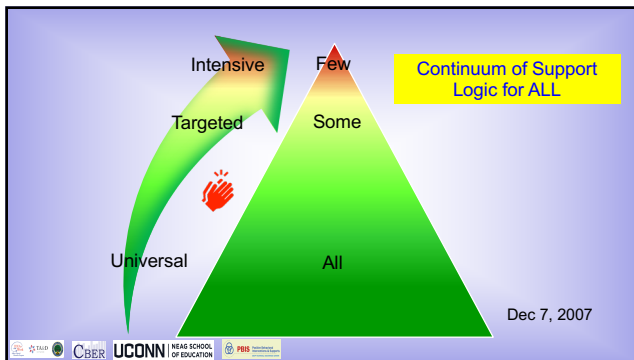 Intensive
Few
Continuum of Support
Logic for ALL
Targeted
Some
Universal
All
Dec 7, 2007
CBER
UCONN
NEAG SCHOOL
OF EDUCATION
PBIS